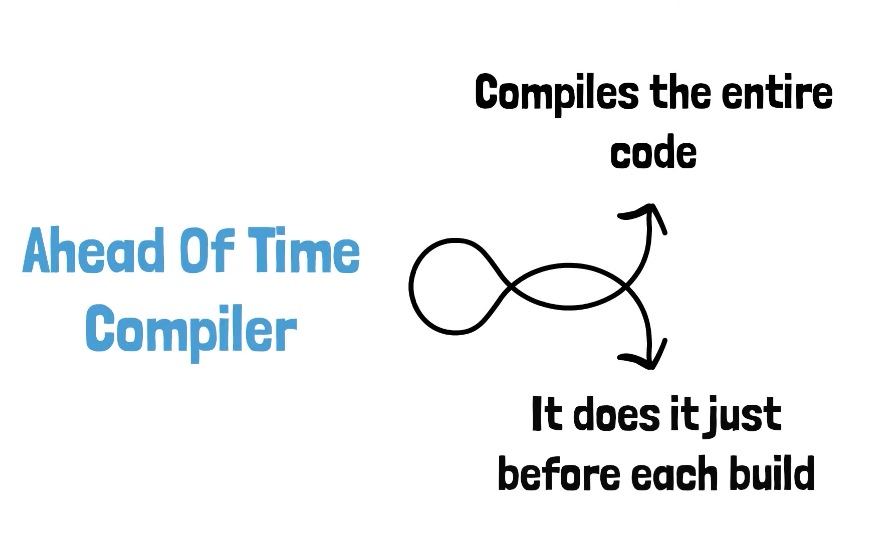 Ahead Of Time
Compiler
Compiles the entire
code
It does it just
before each build